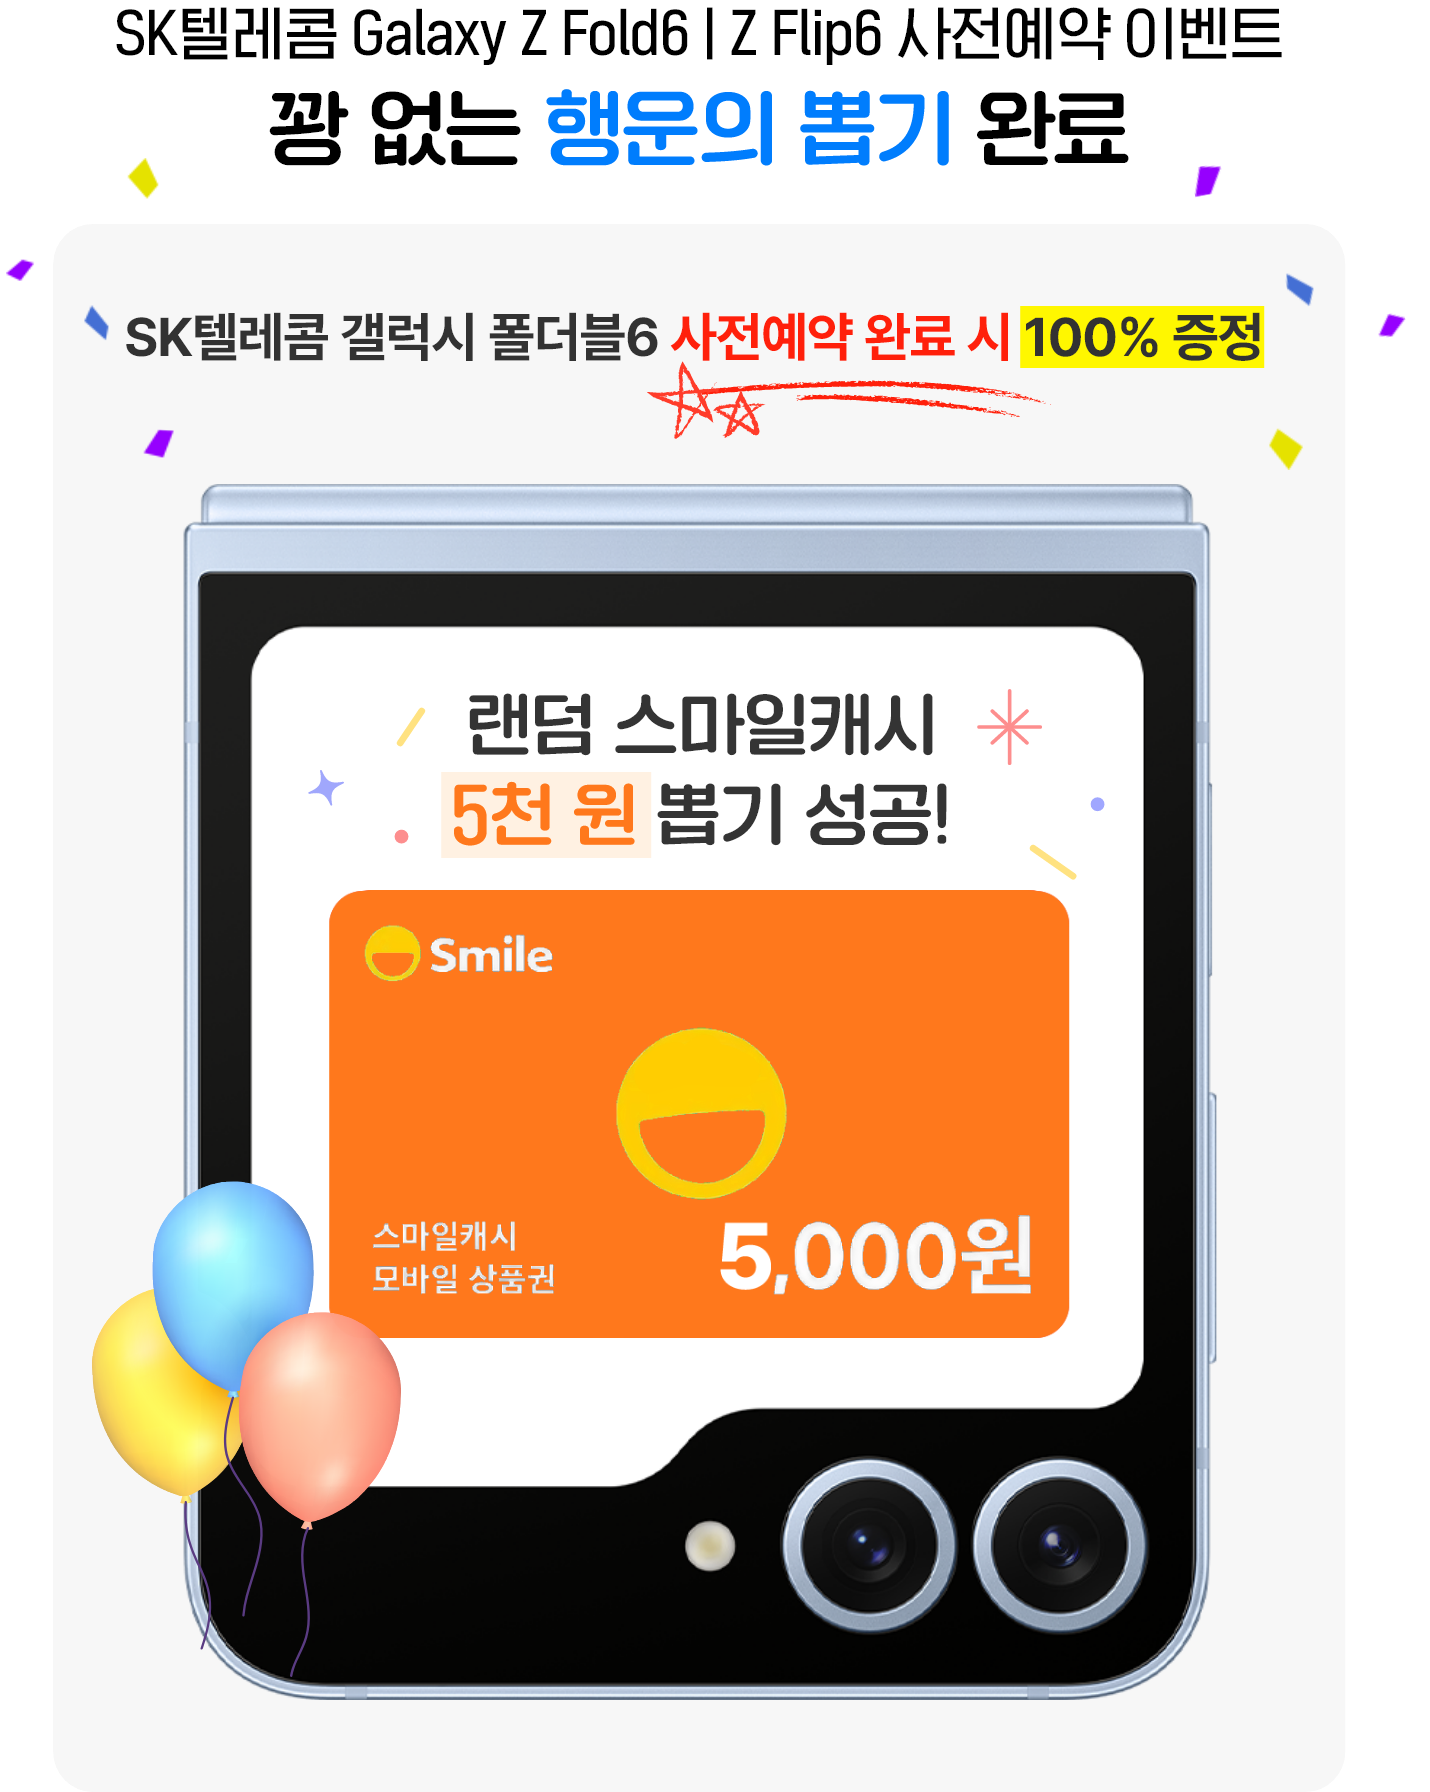 SK텔레콤 Galaxy Z Fold6 | Z Flip6 사전예약 이벤트
꽝 없는 행운의 뽑기 완료
SK텔레콤 갤럭시 폴더블6 사전예약 완료 시 100% 증정
랜덤 스마일캐시
5천 원 뽑기 성공!
Smile
스마일캐시
모바일 상품권
5,000원